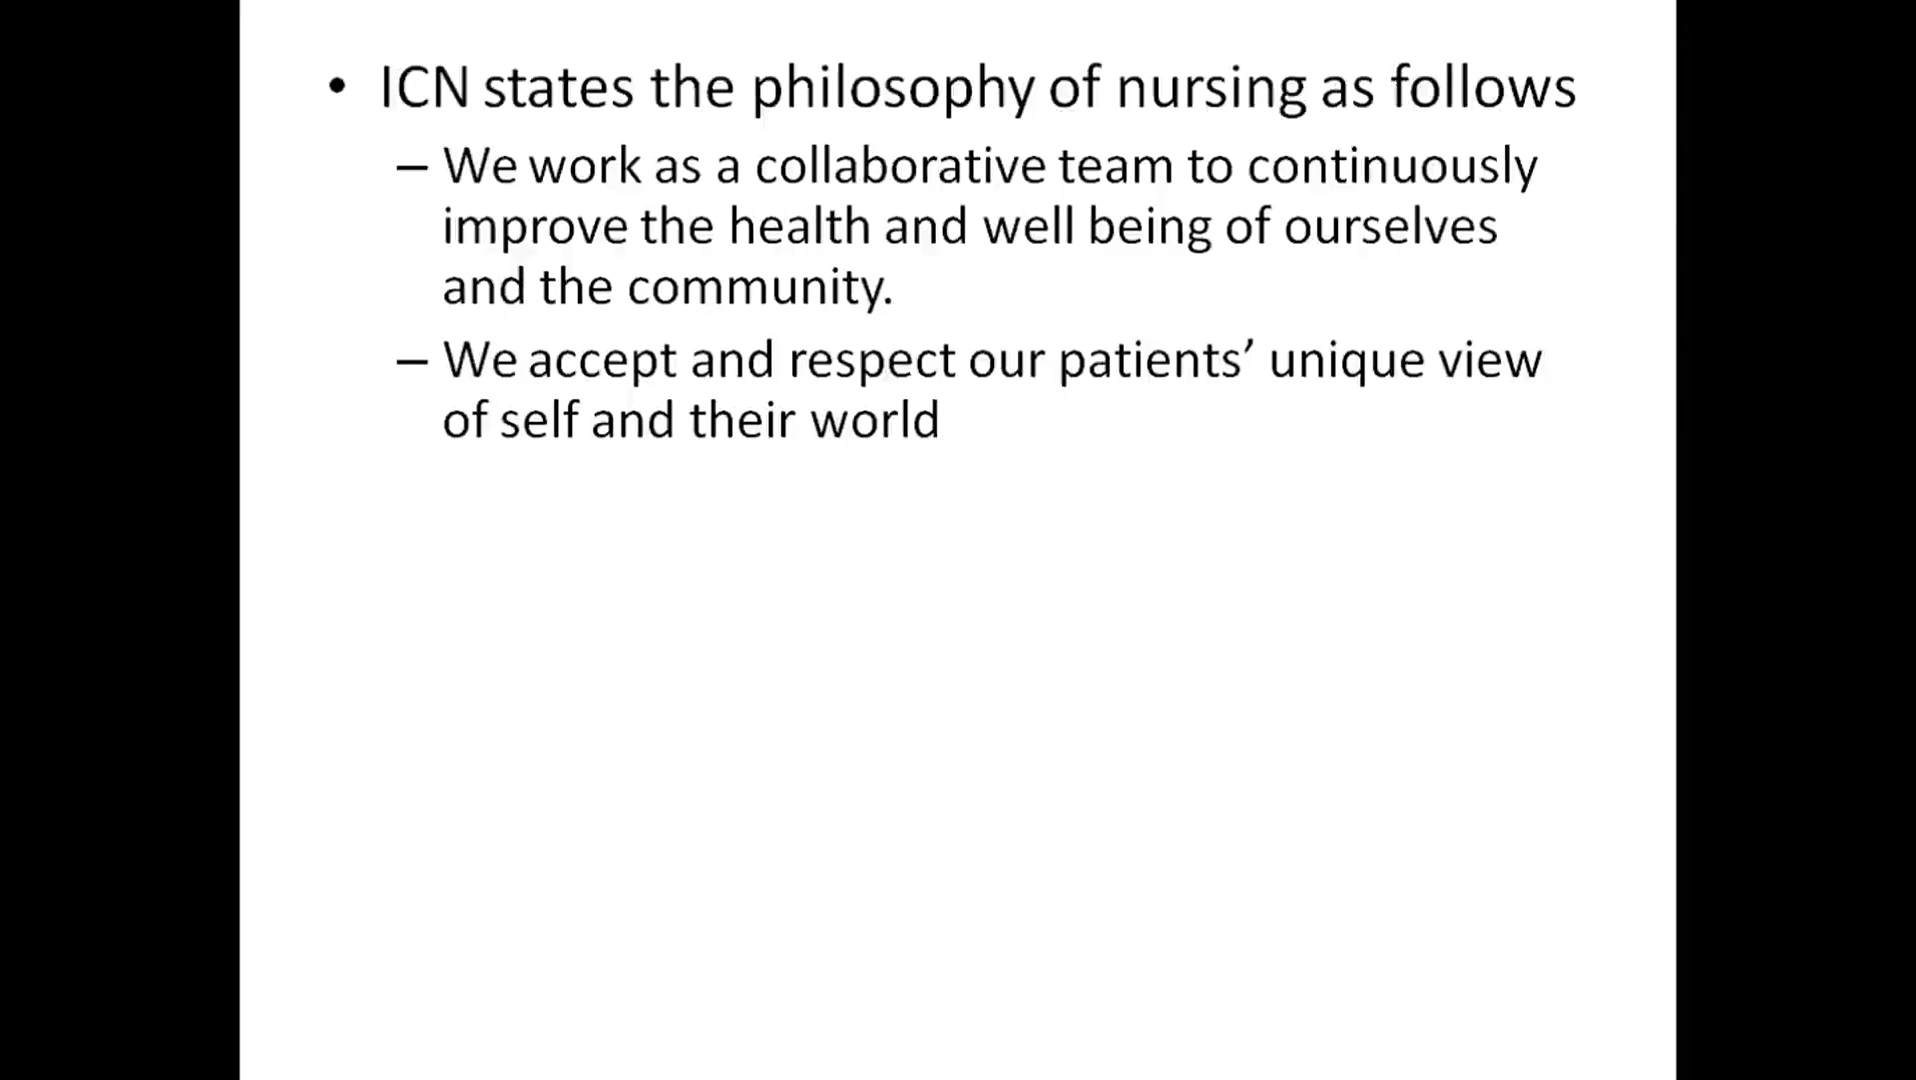 • ICN states the philosophy of nursing as follows
– We work as a collaborative team to continuously
improve the health and well being of ourselves
and the community.
– We accept and respect our patients’ unique view
of self and their world